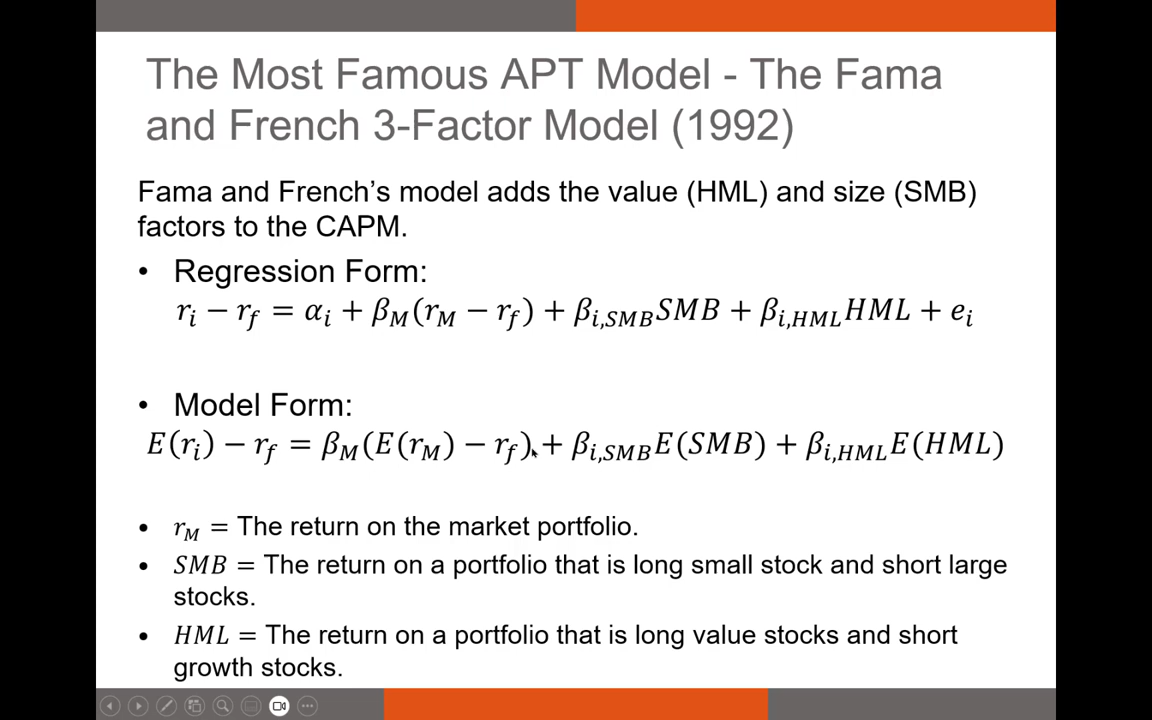 The Most Famous APT Model - The Fama
and French 3-Factor Model (1992)
Fama and French’s model adds the value (HML) and size (SMB)
factors to the CAPM.
• Regression Form:
r_i − r_f = α_i + β_M(r_M − r_f) + β_{i,SMB}SMB + β_{i,HML}HML + e_i
• Model Form:
E(r_i) − r_f = β_M(E(r_M) − r_f) + β_{i,SMB}E(SMB) + β_{i,HML}E(HML)
• r_M = The return on the market portfolio.
• SMB = The return on a portfolio that is long small stock and short large
stocks.
• HML = The return on a portfolio that is long value stocks and short
growth stocks.